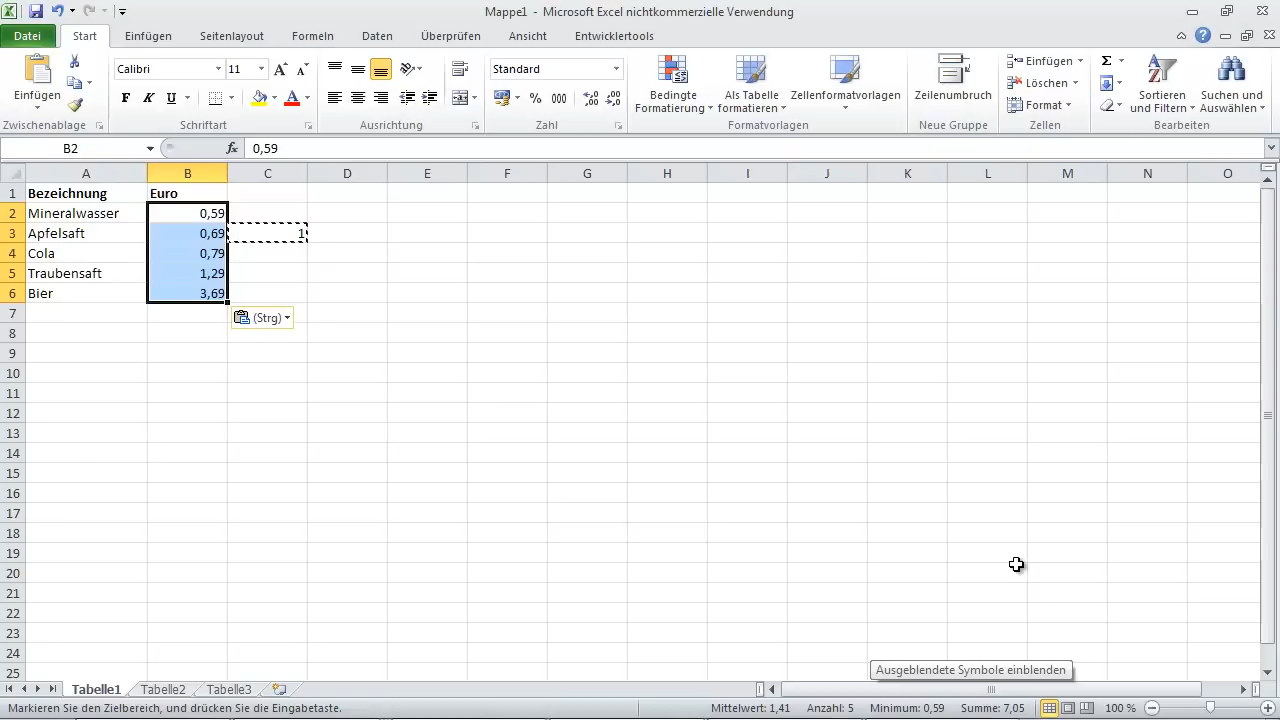 Mappe1 - Microsoft Excel nichtkommerzielle Verwendung
Datei Start Einfügen Seitenlayout Formeln Daten Überprüfen Ansicht Entwicklertools
Einfügen
Zwischenablage
Calibri 11
F K U A
Schriftart
Ausrichtung
Standard
% 000
Zahl
Bedingte Formatierung
Als Tabelle formatieren
Zellenformatvorlagen
Formatvorlagen
Zeilenumbruch
Neue Gruppe
Einfügen
Löschen
Format
Zellen
Σ
Sortieren und Filtern
Suchen und Auswählen
Bearbeiten
B2 fx 0,59
A B C D E F G H I J K L M N O
1 Bezeichnung Euro
2 Mineralwasser 0,59
3 Apfelsaft 0,69 1
4 Cola 0,79
5 Traubensaft 1,29
6 Bier 3,69
7 (Strg)
8
9
10
11
12
13
14
15
16
17
18
19
20
21
22
23
24
25
Ausgeblendete Symbole einblenden
Tabelle1 Tabelle2 Tabelle3
Markieren Sie den Zielbereich, und drücken Sie die Eingabetaste. Mittelwert: 1,41 Anzahl: 5 Minimum: 0,59 Summe: 7,05 100 %